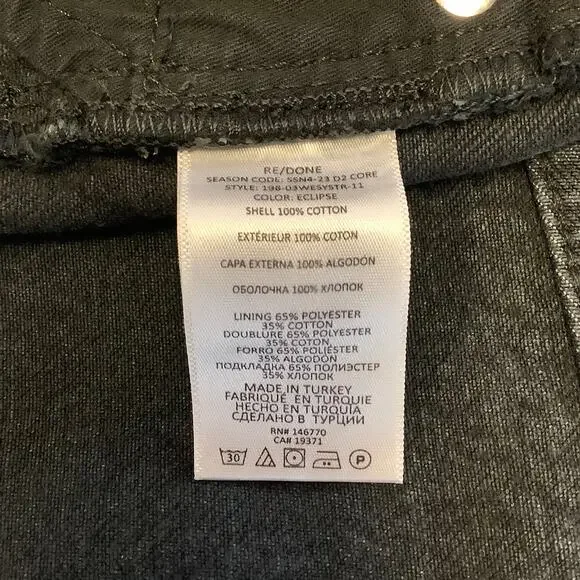 RE/DONE
SEASON CODE: SSN4-23 D2 CORE
STYLE: 198-03WESYSTR-11
COLOR: ECLIPSE
SHELL 100% COTTON
EXTÉRIEUR 100% COTON
CAPA EXTERNA 100% ALGODÓN
ОБОЛОЧКА 100% ХЛОПОК
LINING 65% POLYESTER
35% COTTON
DOUBLURE 65% POLYESTER
35% COTON
FORRO 65% POLIÉSTER
35% ALGODÓN
ПОДКЛАДКА 65% ПОЛИЭСТЕР
35% ХЛОПОК
MADE IN TURKEY
FABRIQUÉ EN TURQUIE
HECHO EN TURQUÍA
СДЕЛАНО В ТУРЦИИ
RN# 146770
CA# 19371
30 P